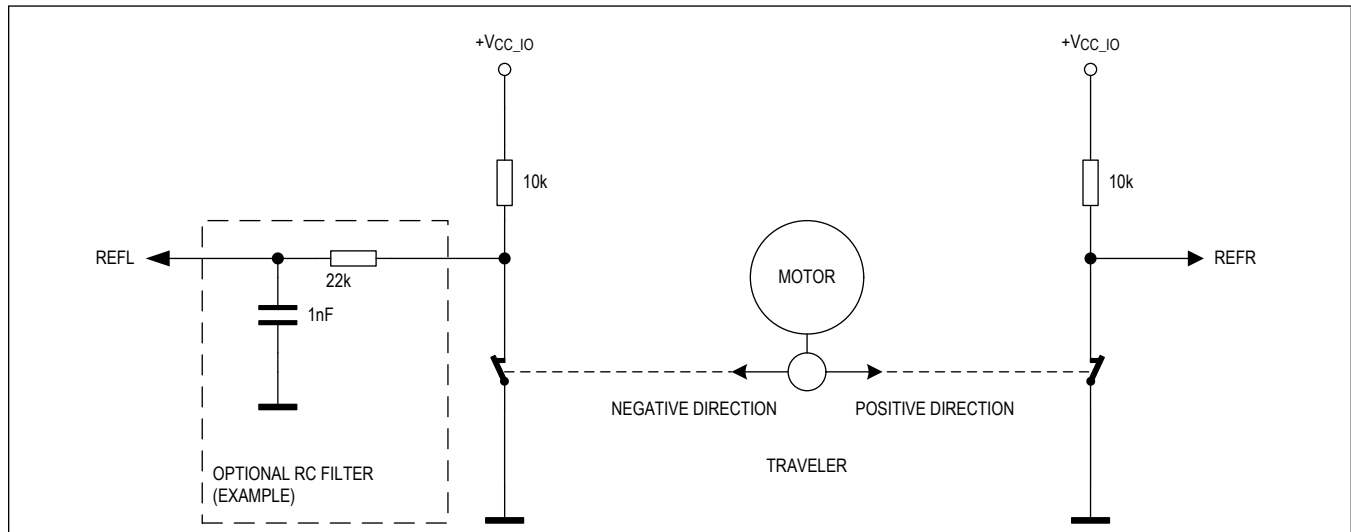 +VCC_IO
+VCC_IO
10k
10k
REFL
22k
1nF
MOTOR
REFR
NEGATIVE DIRECTION
POSITIVE DIRECTION
TRAVELER
OPTIONAL RC FILTER
(EXAMPLE)